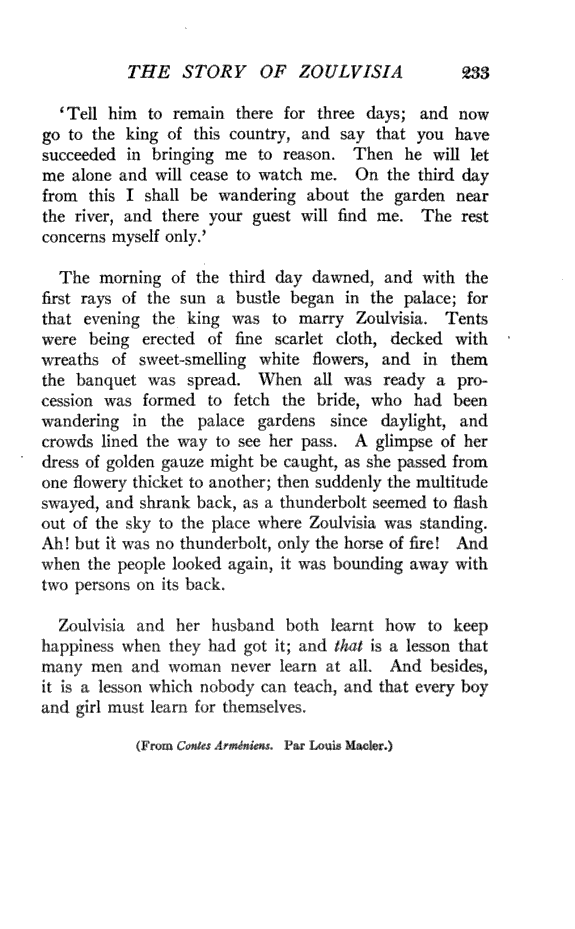 THE STORY OF ZOULVISIA 233
‘Tell him to remain there for three days; and now
go to the king of this country, and say that you have
succeeded in bringing me to reason. Then he will let
me alone and will cease to watch me. On the third day
from this I shall be wandering about the garden near
the river, and there your guest will find me. The rest
concerns myself only.’
The morning of the third day dawned, and with the
first rays of the sun a bustle began in the palace; for
that evening the king was to marry Zoulvisia. Tents
were being erected of fine scarlet cloth, decked with
wreaths of sweet-smelling white flowers, and in them
the banquet was spread. When all was ready a pro-
cession was formed to fetch the bride, who had been
wandering in the palace gardens since daylight, and
crowds lined the way to see her pass. A glimpse of her
dress of golden gauze might be caught, as she passed from
one flowery thicket to another; then suddenly the multitude
swayed, and shrank back, as a thunderbolt seemed to flash
out of the sky to the place where Zoulvisia was standing.
Ah! but it was no thunderbolt, only the horse of fire! And
when the people looked again, it was bounding away with
two persons on its back.
Zoulvisia and her husband both learnt how to keep
happiness when they had got it; and that is a lesson that
many men and woman never learn at all. And besides,
it is a lesson which nobody can teach, and that every boy
and girl must learn for themselves.
(From Contes Arméniens. Par Louis Macler.)